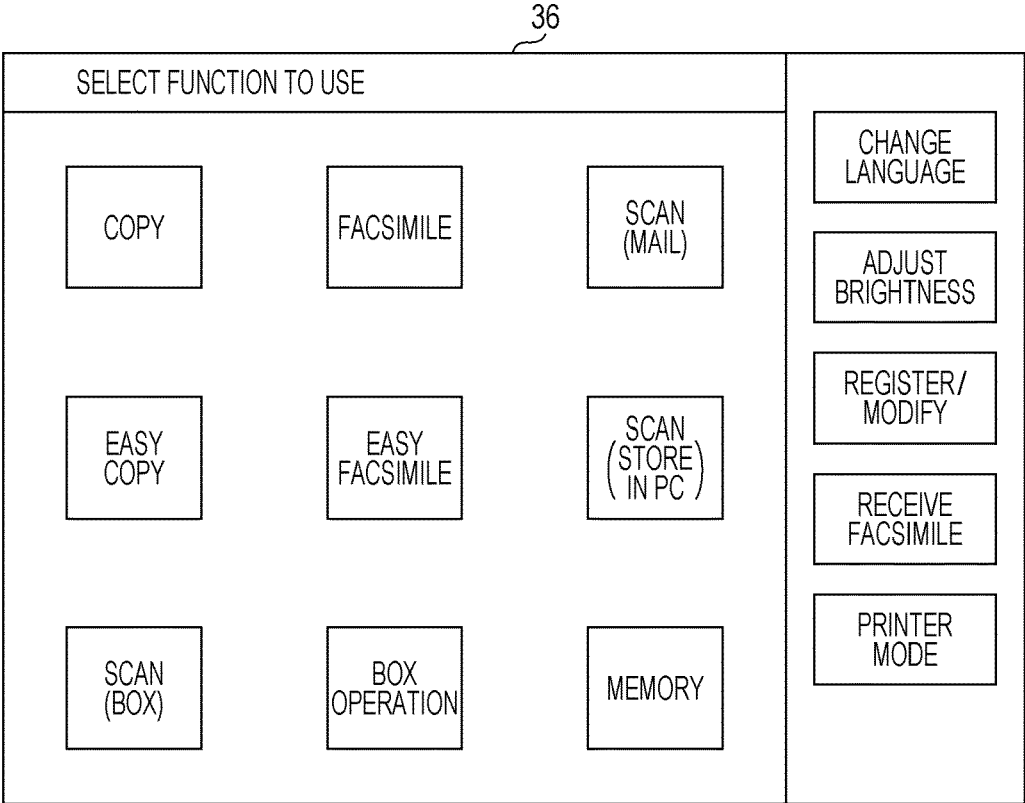 36
SELECT FUNCTION TO USE
COPY
FACSIMILE
SCAN
(MAIL)
EASY
COPY
EASY
FACSIMILE
SCAN
(STORE)
IN PC
SCAN
(BOX)
BOX
OPERATION
MEMORY
CHANGE
LANGUAGE
ADJUST
BRIGHTNESS
REGISTER/
MODIFY
RECEIVE
FACSIMILE
PRINTER
MODE